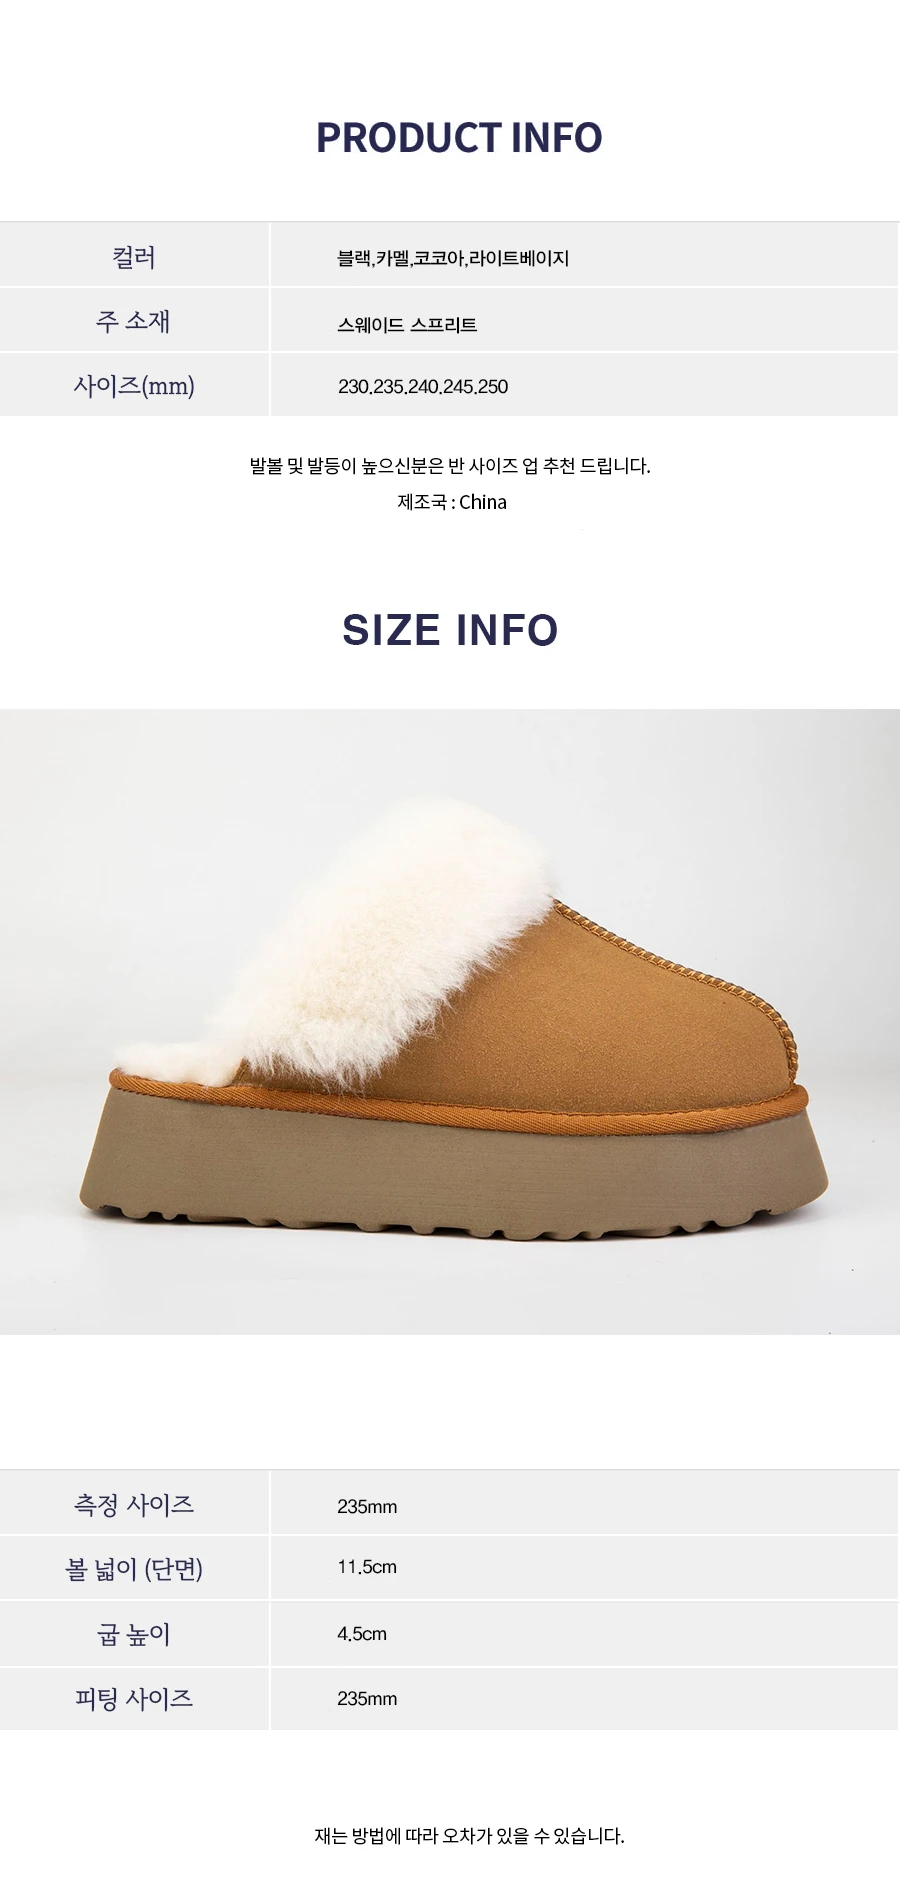 PRODUCT INFO
컬러
블랙,카멜,코코아,라이트베이지
주 소재
스웨이드 스프리트
사이즈(mm)
230.235.240.245.250
발볼 및 발등이 높으신분은 반 사이즈 업 추천 드립니다.
제조국 : China
SIZE INFO
측정 사이즈
235mm
볼 넓이 (단면)
11.5cm
굽 높이
4.5cm
피팅 사이즈
235mm
재는 방법에 따라 오차가 있을 수 있습니다.